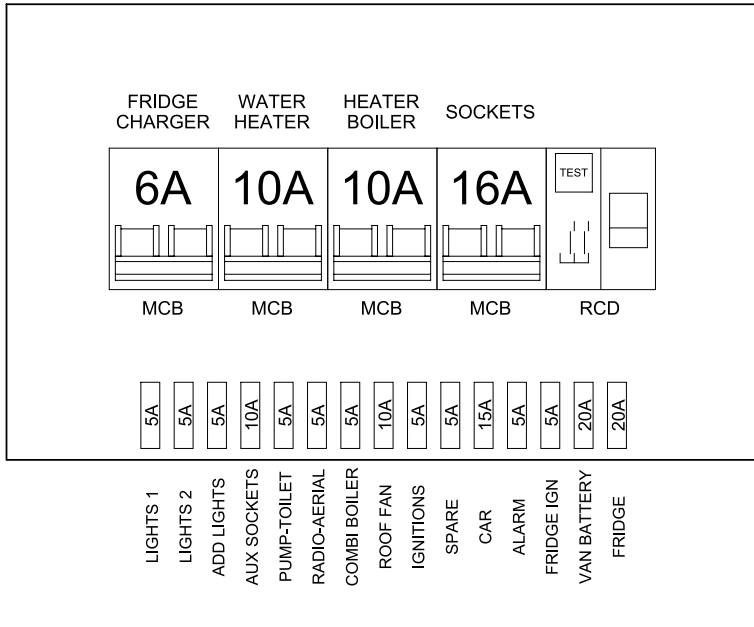 FRIDGE
CHARGER
WATER
HEATER
HEATER
BOILER
SOCKETS
6A
10A
10A
16A
TEST
MCB
MCB
MCB
MCB
RCD
5A
5A
5A
10A
5A
5A
5A
10A
5A
5A
15A
5A
5A
20A
20A
LIGHTS 1
LIGHTS 2
ADD LIGHTS
AUX SOCKETS
PUMP-TOILET
RADIO-AERIAL
COMBI BOILER
ROOF FAN
IGNITIONS
SPARE
CAR
ALARM
FRIDGE IGN
VAN BATTERY
FRIDGE